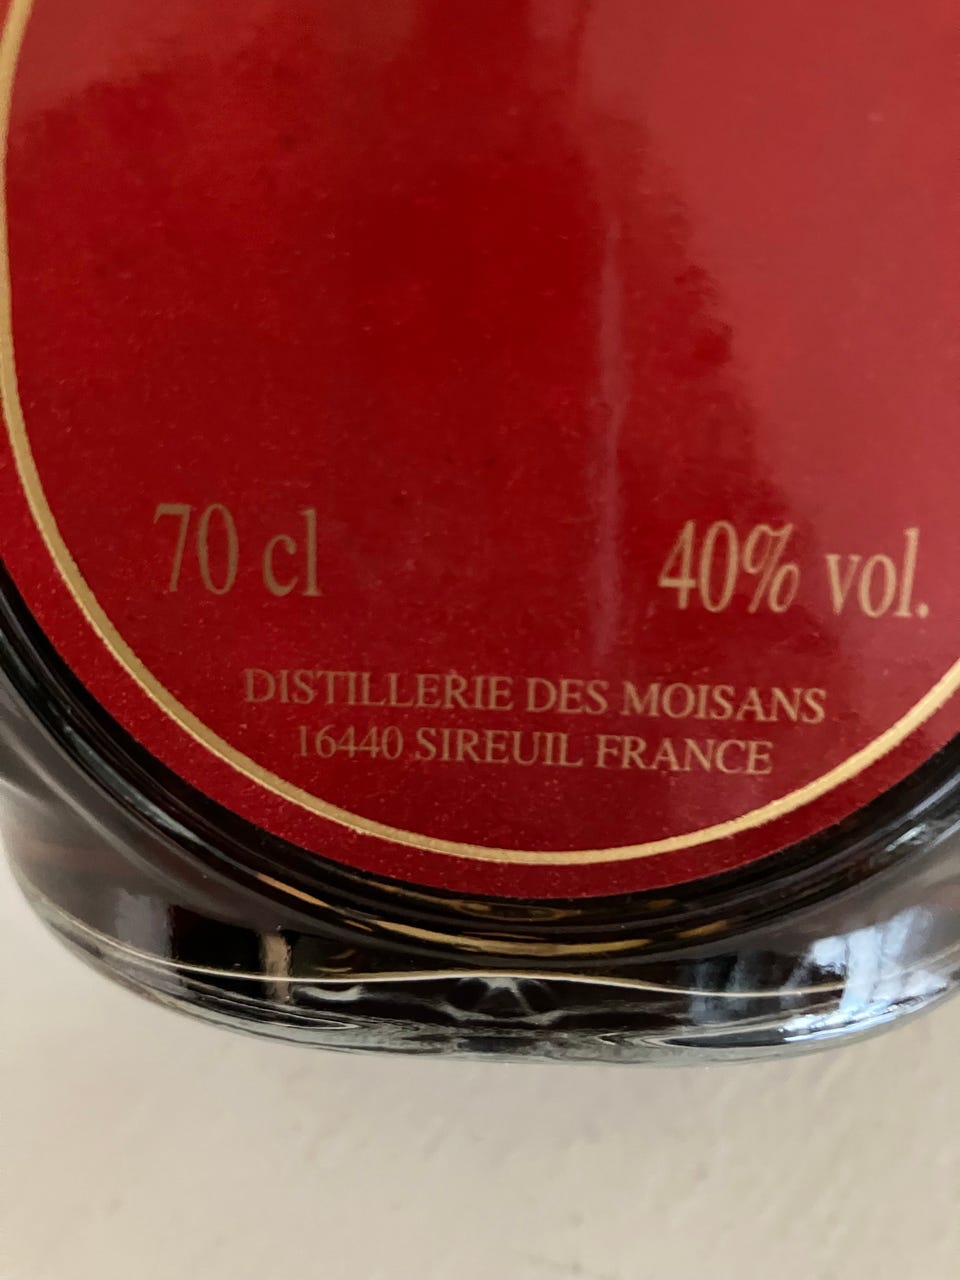 70 cl 40% vol.
DISTILLERIE DES MOISANS
16440 SIREUIL FRANCE